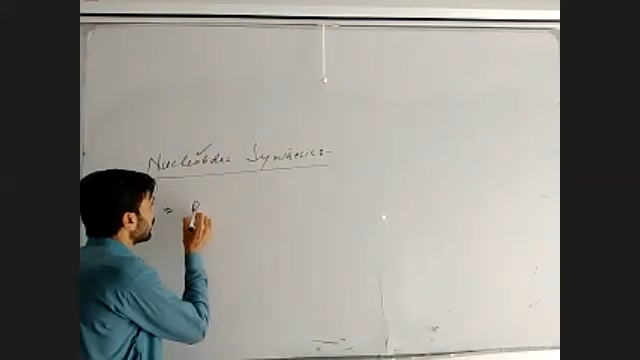 Nucleotides Synthesis:-
⇒ P